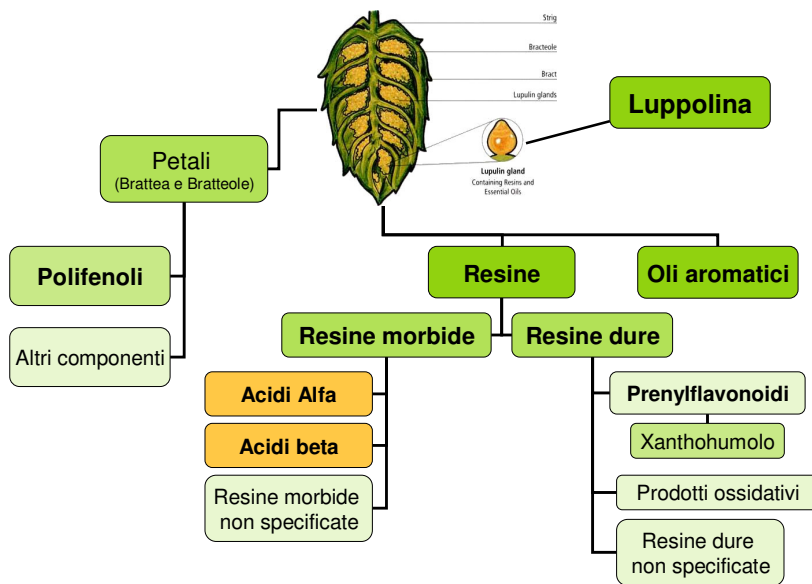 Strig
Bracteole
Bract
Lupulin glands
Luppolina
Lupulin gland
Containing Resins and
Essential Oils
Petali
(Brattea e Bratteole)
Polifenoli
Altri componenti
Resine
Oli aromatici
Resine morbide
Resine dure
Acidi Alfa
Acidi beta
Resine morbide
non specificate
Prenylflavonoidi
Xanthohumolo
Prodotti ossidativi
Resine dure
non specificate